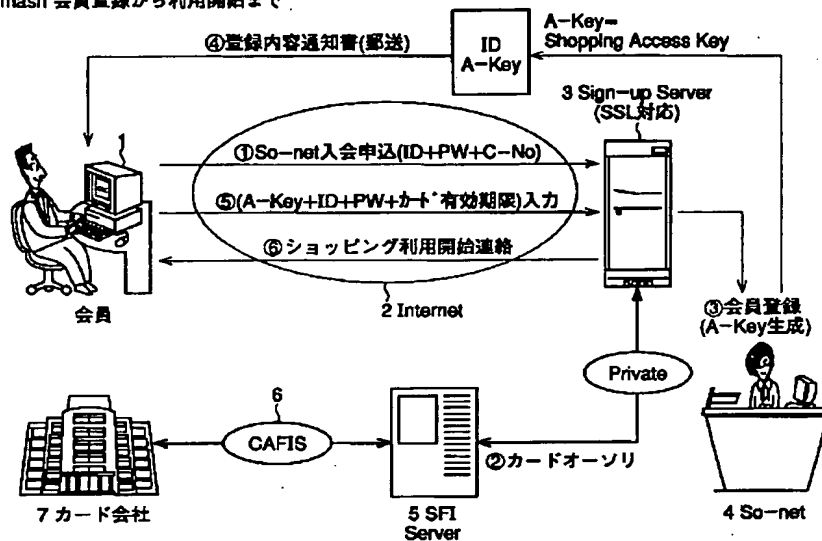 mash 会員登録から利用開始まで
④登録内容通知書(郵送)
ID
A-Key
A-Key=
Shopping Access Key
3 Sign-up Server
(SSL対応)
1
①So-net入会申込(ID+PW+C-No)
⑤(A-Key+ID+PW+カード有効期限)入力
⑥ショッピング利用開始連絡
2 Internet
会員
③会員登録
(A-Key生成)
Private
6
CAFIS
②カードオーソリ
7 カード会社
5 SFI
Server
4 So-net